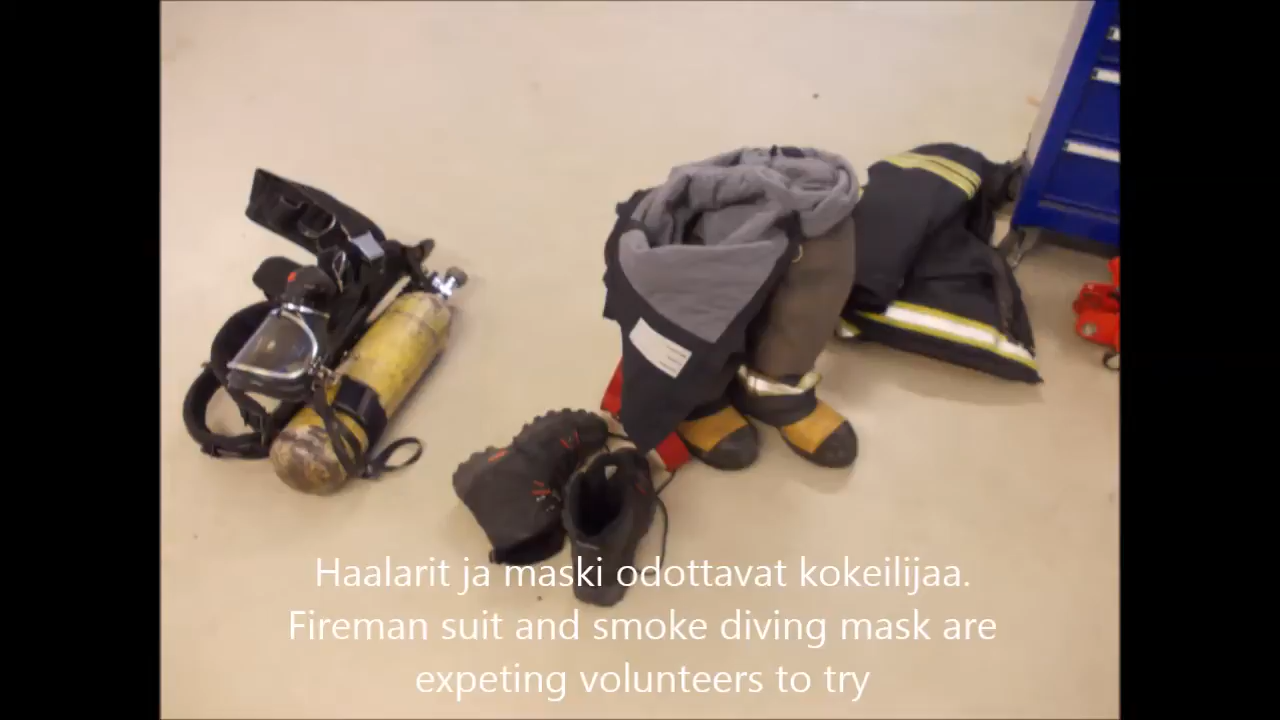 Haalarit ja maski odottavat kokeilijaa.
Fireman suit and smoke diving mask are
expeting volunteers to try